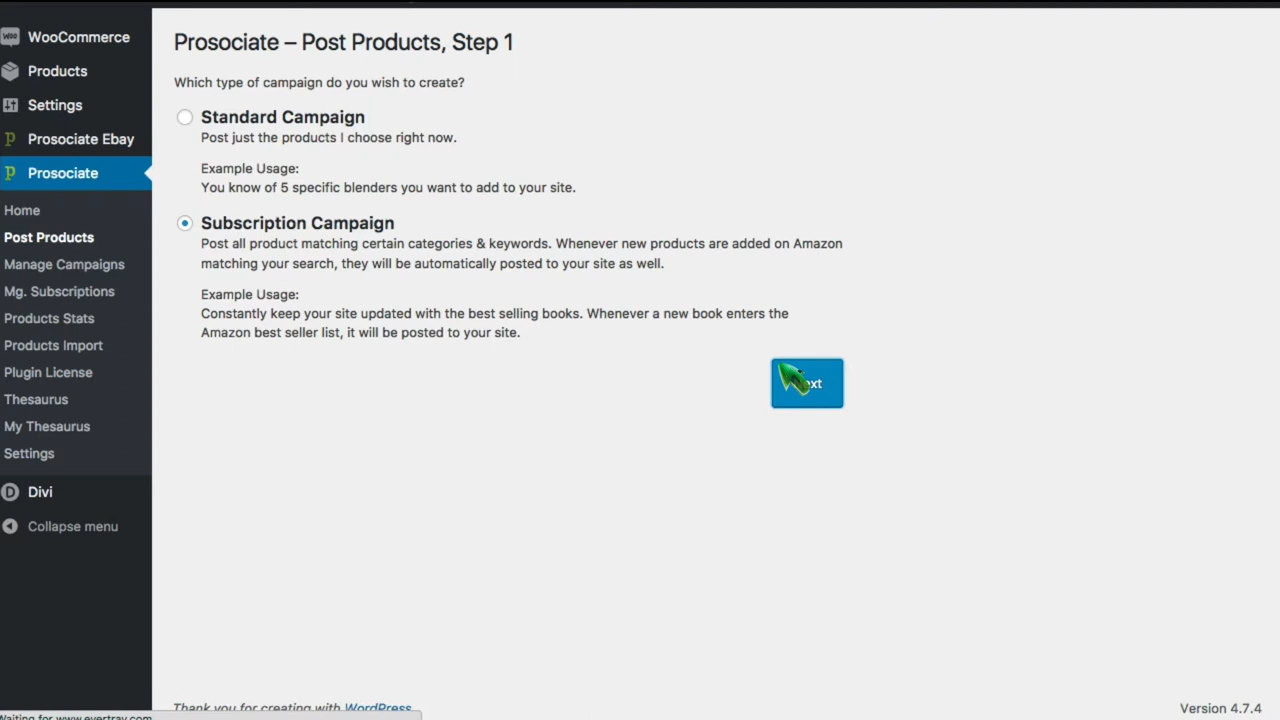 WooCommerce
Products
Settings
Prosociate Ebay
Prosociate
Home
Post Products
Manage Campaigns
Mg. Subscriptions
Products Stats
Products Import
Plugin License
Thesaurus
My Thesaurus
Settings
Divi
Collapse menu
Prosociate – Post Products, Step 1
Which type of campaign do you wish to create?
Standard Campaign
Post just the products I choose right now.
Example Usage:
You know of 5 specific blenders you want to add to your site.
Subscription Campaign
Post all product matching certain categories & keywords. Whenever new products are added on Amazon
matching your search, they will be automatically posted to your site as well.
Example Usage:
Constantly keep your site updated with the best selling books. Whenever a new book enters the
Amazon best seller list, it will be posted to your site.
Thank you for creating with WordPress
Version 4.7.4
Waiting for www.evertray.com